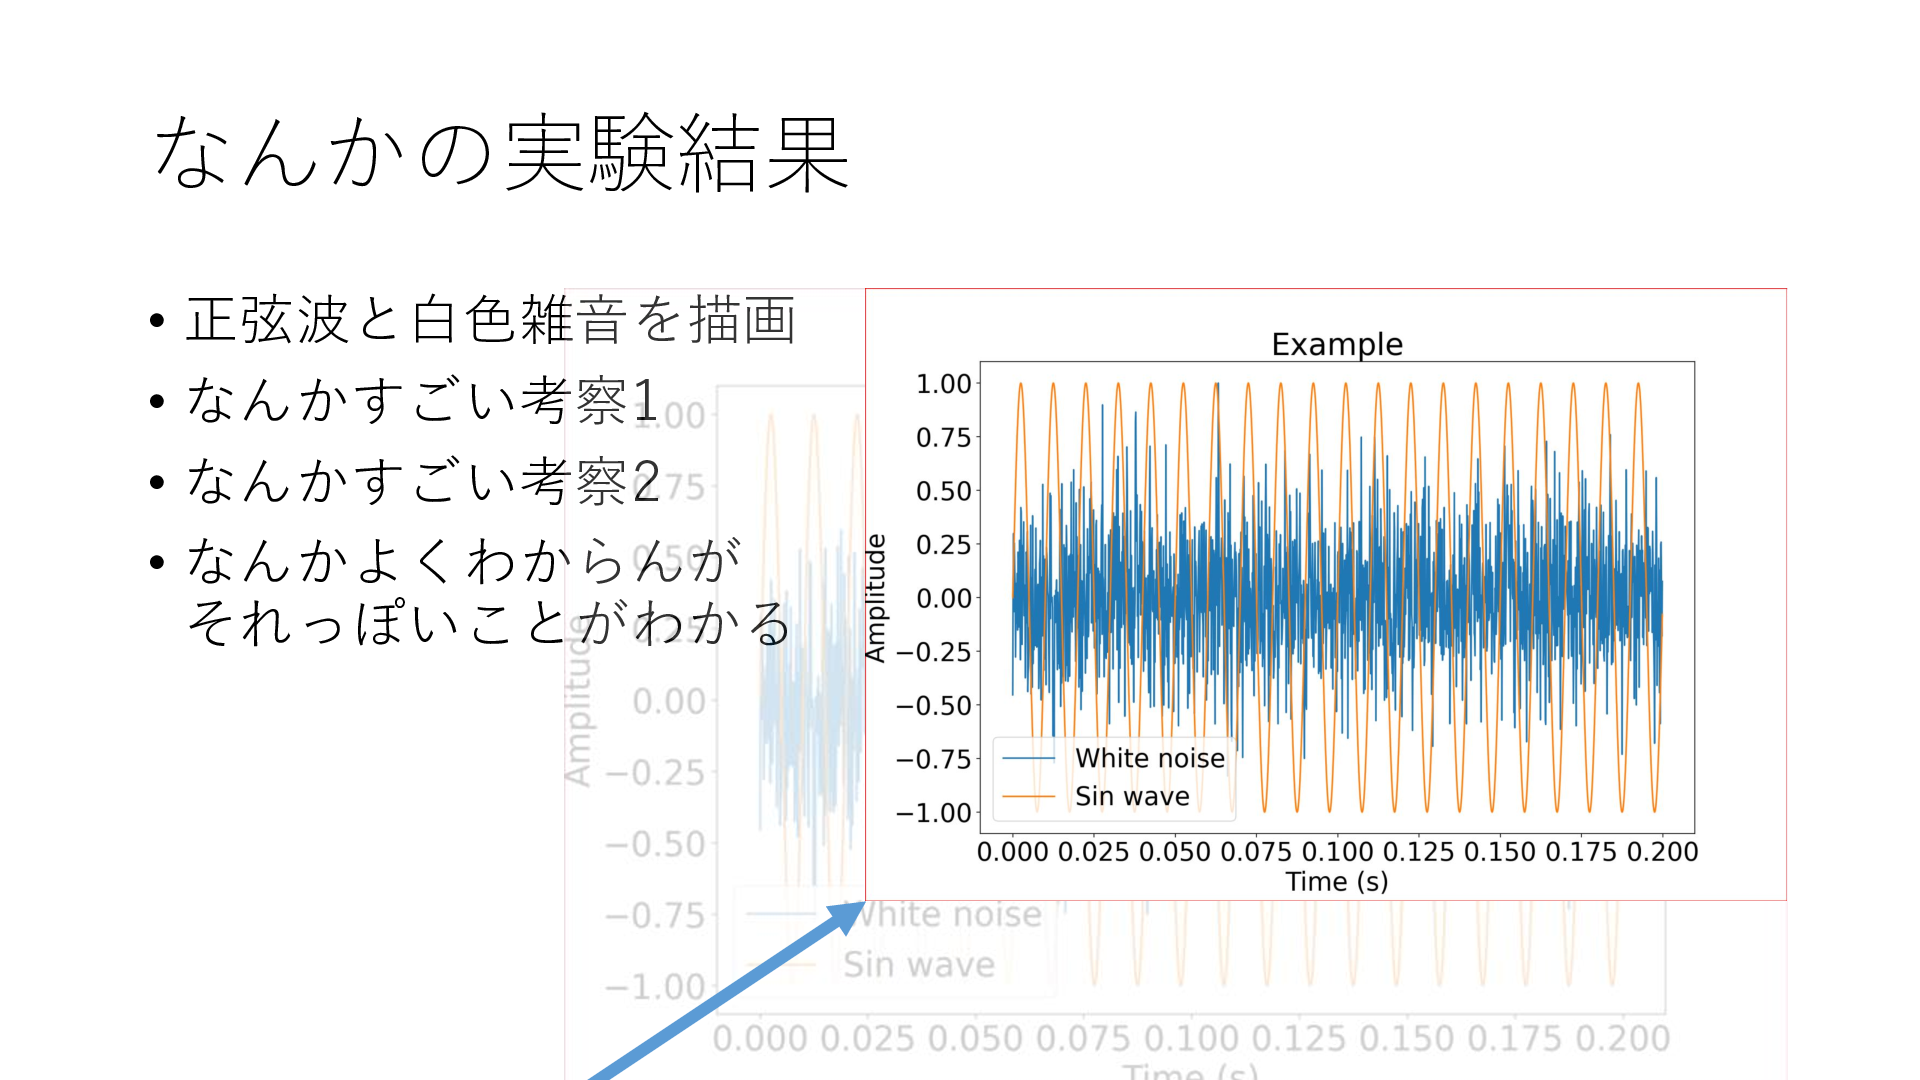 なんかの実験結果
• 正弦波と白色雑音を描画
• なんかすごい考察1
• なんかすごい考察2
• なんかよくわからんが
それっぽいことがわかる
Example
1.00
0.75
0.50
0.25
0.00
−0.25
−0.50
−0.75
−1.00
Amplitude
White noise
Sin wave
0.000 0.025 0.050 0.075 0.100 0.125 0.150 0.175 0.200
Time (s)
1.00
0.75
0.50
0.25
0.00
−0.25
−0.50
−0.75
−1.00
Amplitude
White noise
Sin wave
0.000 0.025 0.050 0.075 0.100 0.125 0.150 0.175 0.200
Time (s)